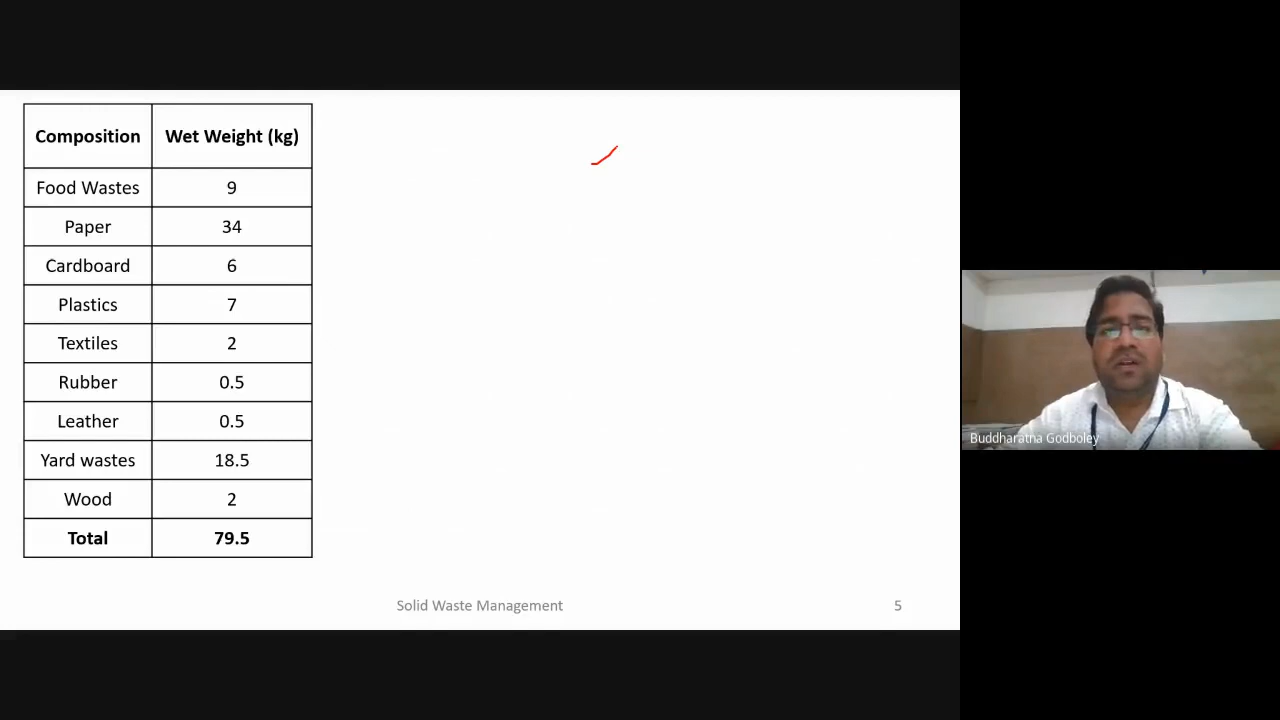 Composition Wet Weight (kg)
Food Wastes 9
Paper 34
Cardboard 6
Plastics 7
Textiles 2
Rubber 0.5
Leather 0.5
Yard wastes 18.5
Wood 2
Total 79.5
Solid Waste Management 5
Buddharatna Godboley